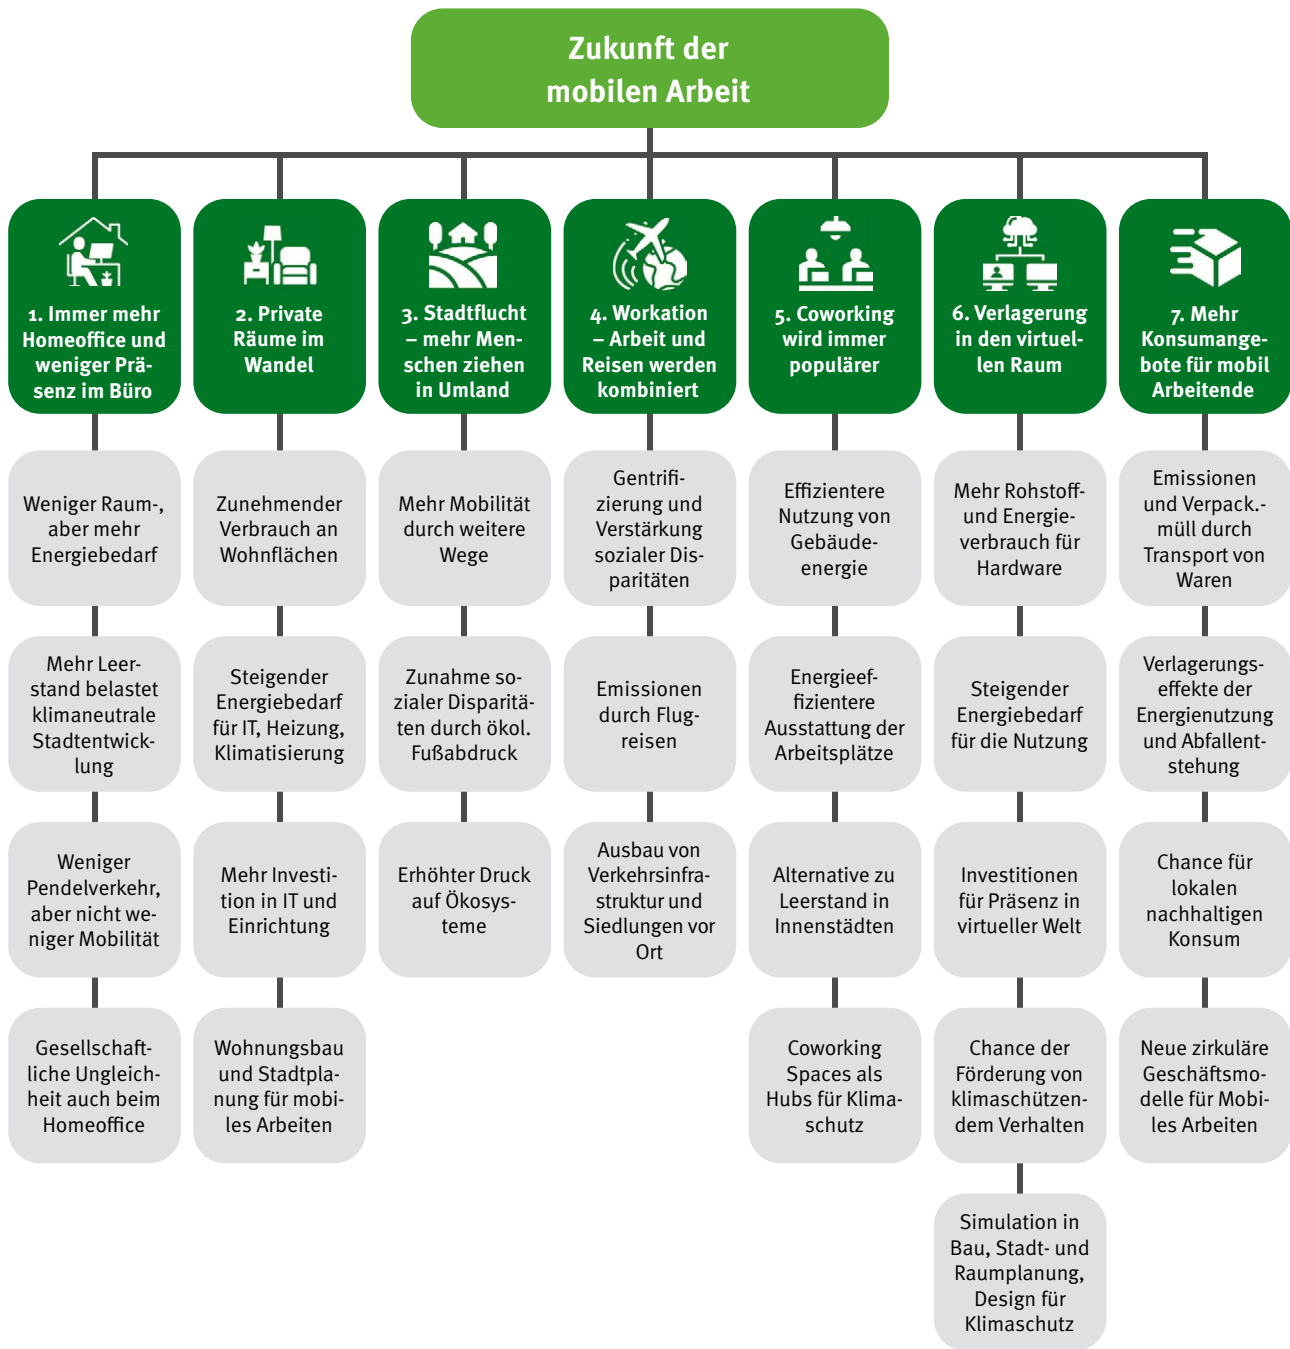 Zukunft der
mobilen Arbeit
1. Immer mehr
Homeoffice und
weniger Prä-
senz im Büro
Weniger Raum-,
aber mehr
Energiebedarf
Mehr Leer-
stand belastet
klimaneutrale
Stadtentwick-
lung
Weniger
Pendelverkehr,
aber nicht we-
niger Mobilität
Gesellschaft-
liche Ungleich-
heit auch beim
Homeoffice
2. Private
Räume im
Wandel
Zunehmender
Verbrauch an
Wohnflächen
Steigender
Energiebedarf
für IT, Heizung,
Klimatisierung
Mehr Investi-
tion in IT und
Einrichtung
Wohnungsbau
und Stadtpla-
nung für mobi-
les Arbeiten
3. Stadtflucht
– mehr Men-
schen ziehen
in Umland
Mehr Mobilität
durch weitere
Wege
Zunahme so-
zialer Disparitä-
ten durch ökol.
Fußabdruck
Erhöhter Druck
auf Ökosys-
teme
4. Workation
– Arbeit und
Reisen werden
kombiniert
Gentrifi-
zierung und
Verstärkung
sozialer Dis-
paritäten
Emissionen
durch Flug-
reisen
Ausbau von
Verkehrsinfra-
struktur und
Siedlungen vor
Ort
5. Coworking
wird immer
populärer
Effizientere
Nutzung von
Gebäude-
energie
Energieef-
fizientere
Ausstattung der
Arbeitsplätze
Alternative zu
Leerstand in
Innenstädten
Coworking
Spaces als
Hubs für Klima-
schutz
6. Verlagerung
in den virtuel-
len Raum
Mehr Rohstoff-
und Energie-
verbrauch für
Hardware
Steigender
Energiebedarf
für die Nutzung
Investitionen
für Präsenz in
virtueller Welt
Chance der
Förderung von
klimaschützen-
dem Verhalten
Simulation in
Bau, Stadt- und
Raumplanung,
Design für
Klimaschutz
7. Mehr
Konsumange-
bote für mobil
Arbeitende
Emissionen
und Verpack.-
müll durch
Transport von
Waren
Verlagerungs-
effekte der
Energienutzung
und Abfallent-
stehung
Chance für
lokalen
nachhaltigen
Konsum
Neue zirkuläre
Geschäftsmo-
delle für Mobi-
les Arbeiten